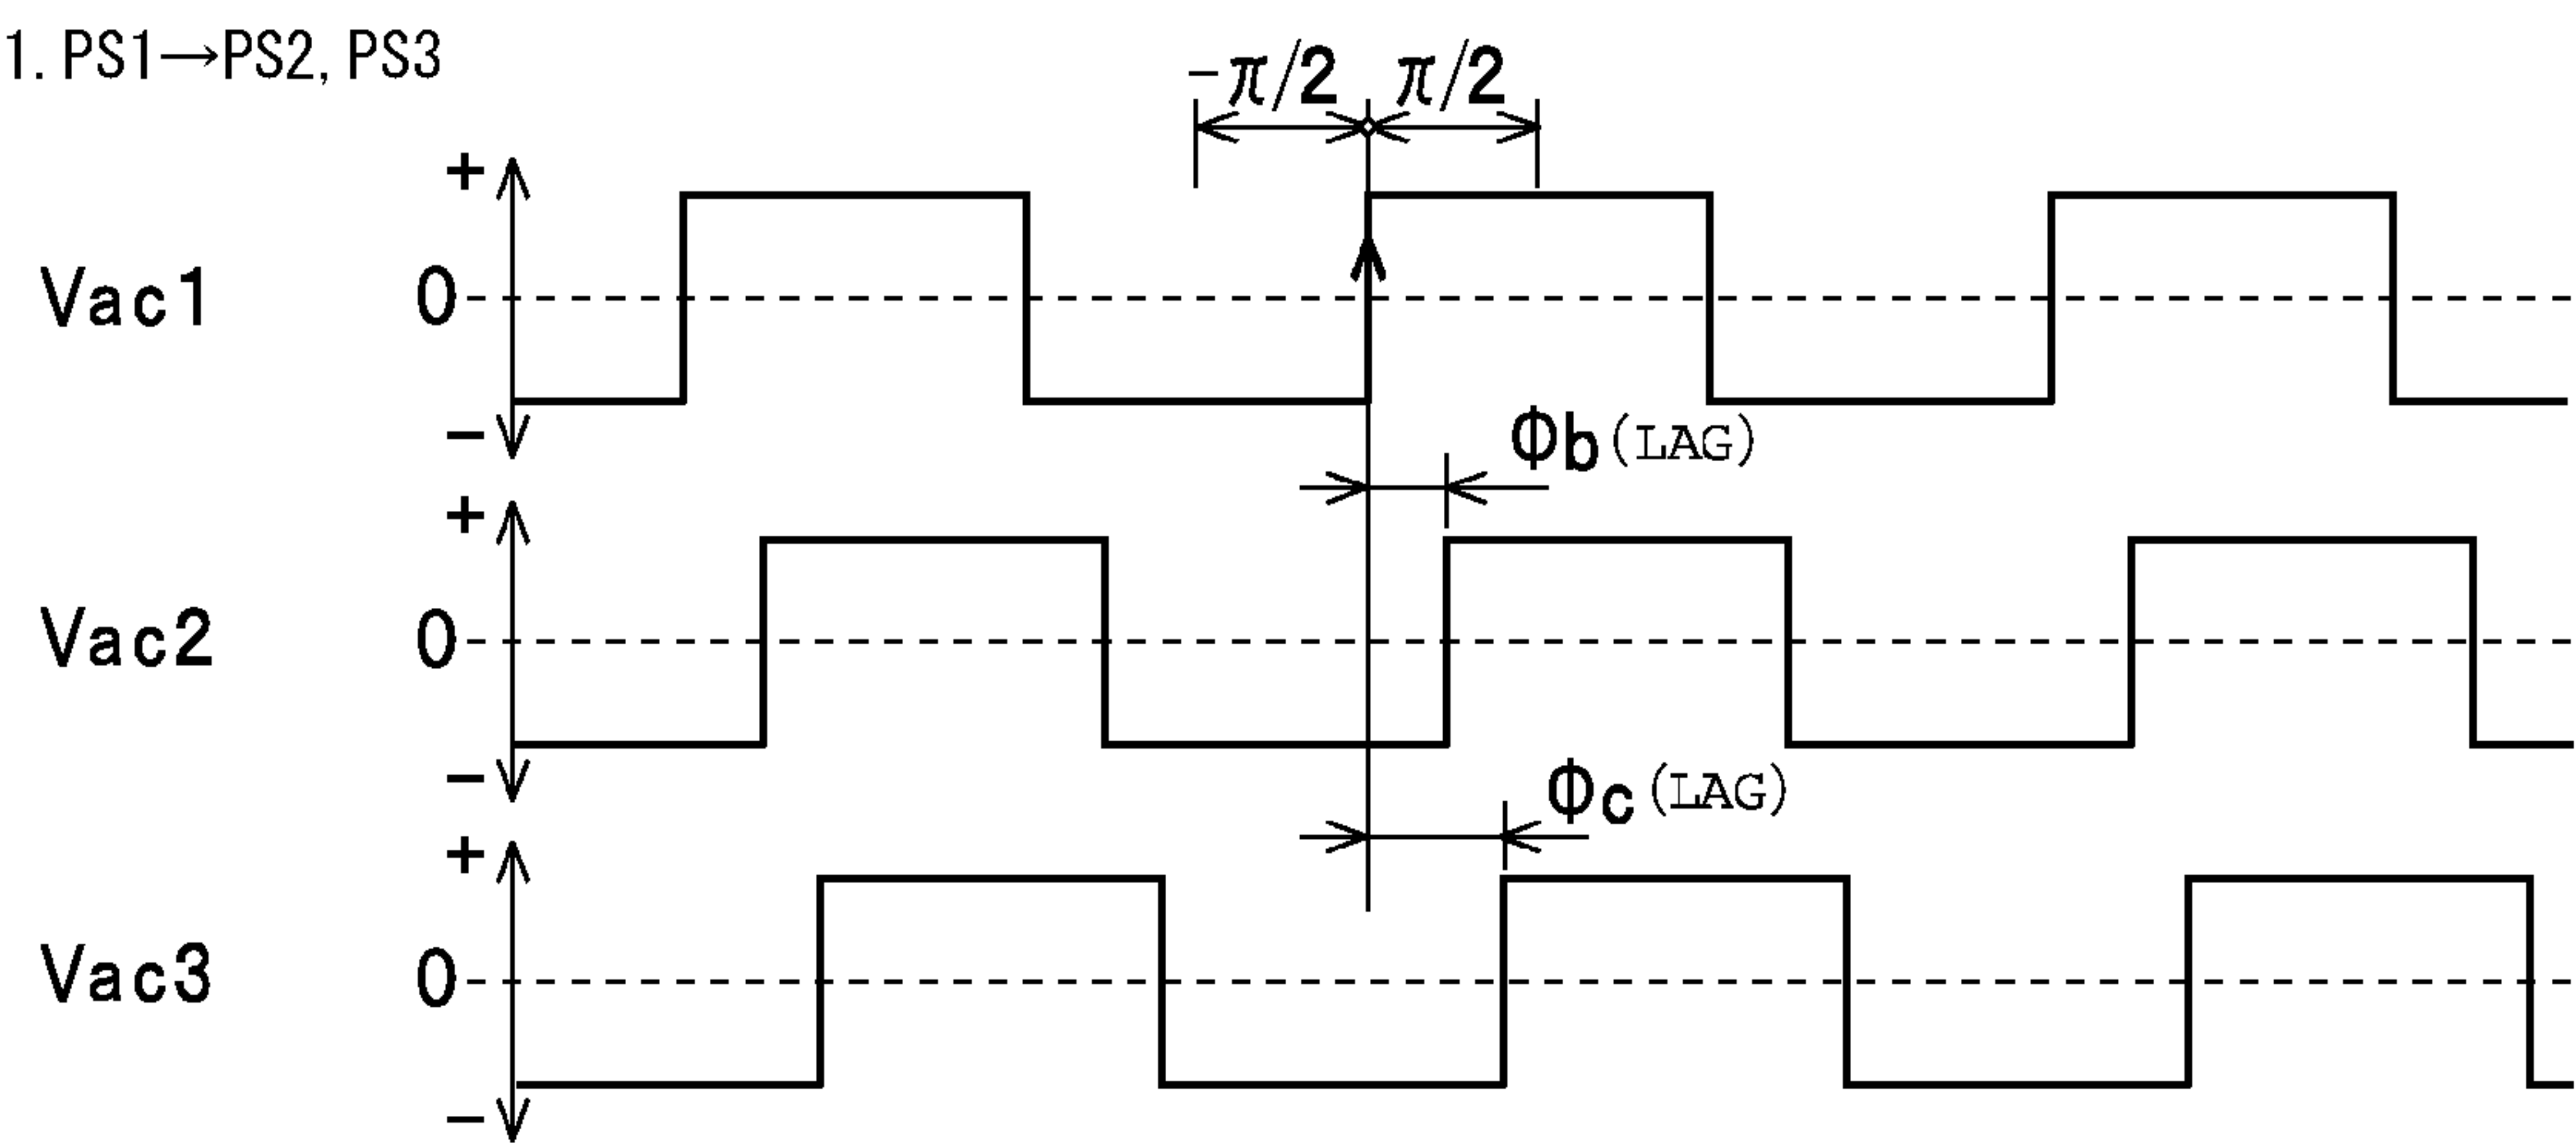 1. PS1→PS2, PS3
-π/2 π/2
+
Vac1 0
-
Φb (LAG)
+
Vac2 0
-
Φc (LAG)
+
Vac3 0
-